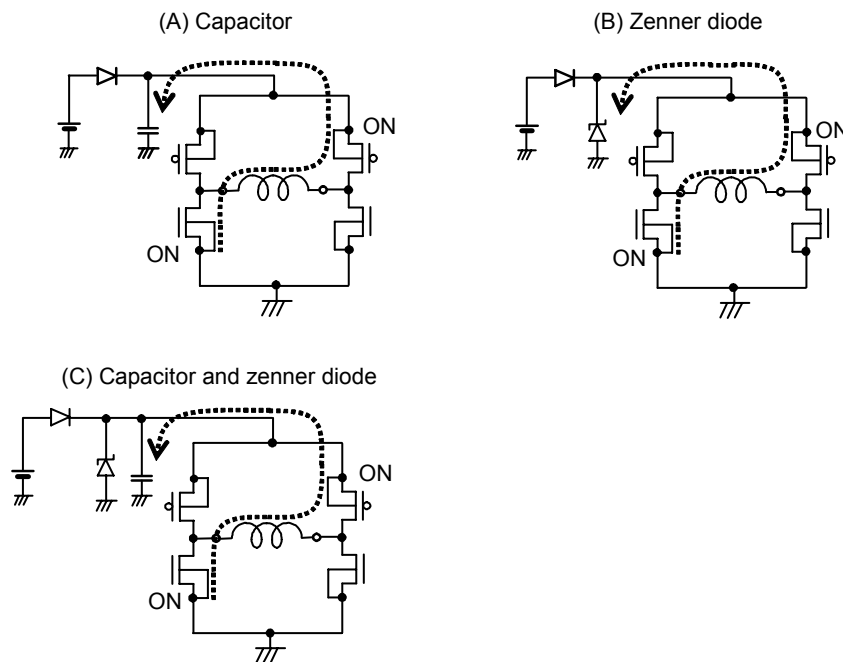 (A) Capacitor
ON
ON
(B) Zenner diode
ON
ON
(C) Capacitor and zenner diode
ON
ON